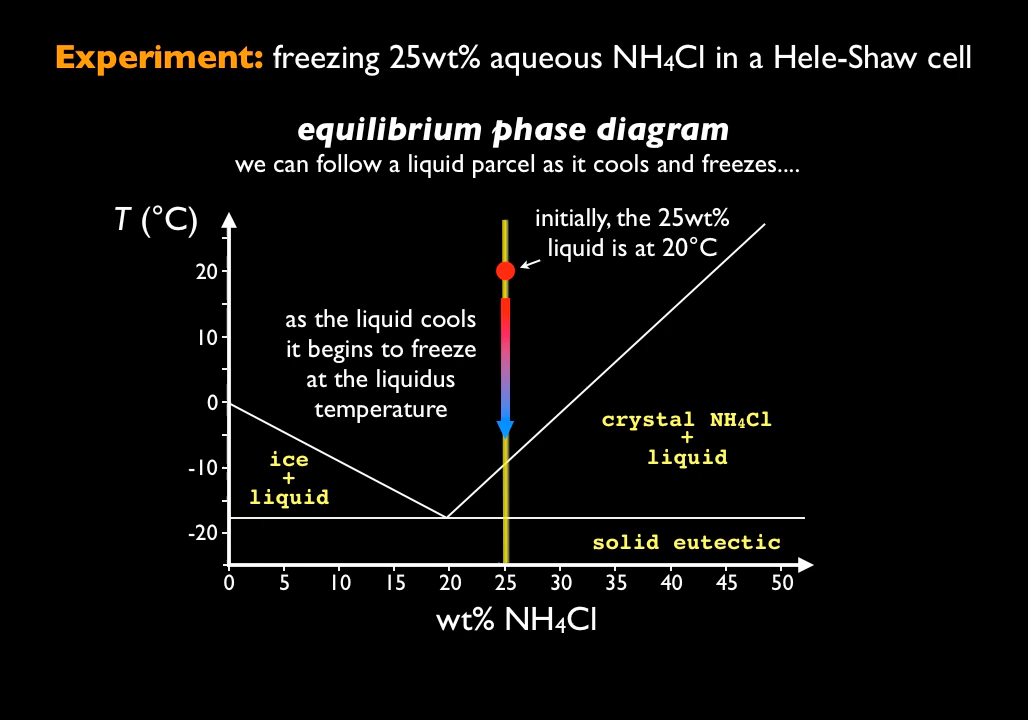 Experiment: freezing 25wt% aqueous NH₄Cl in a Hele-Shaw cell
equilibrium phase diagram
we can follow a liquid parcel as it cools and freezes....
T (°C)
initially, the 25wt%
liquid is at 20°C
as the liquid cools
it begins to freeze
at the liquidus
temperature
20
10
0
-10
-20
crystal NH₄Cl
+
liquid
ice
+
liquid
solid eutectic
0 5 10 15 20 25 30 35 40 45 50
wt% NH₄Cl